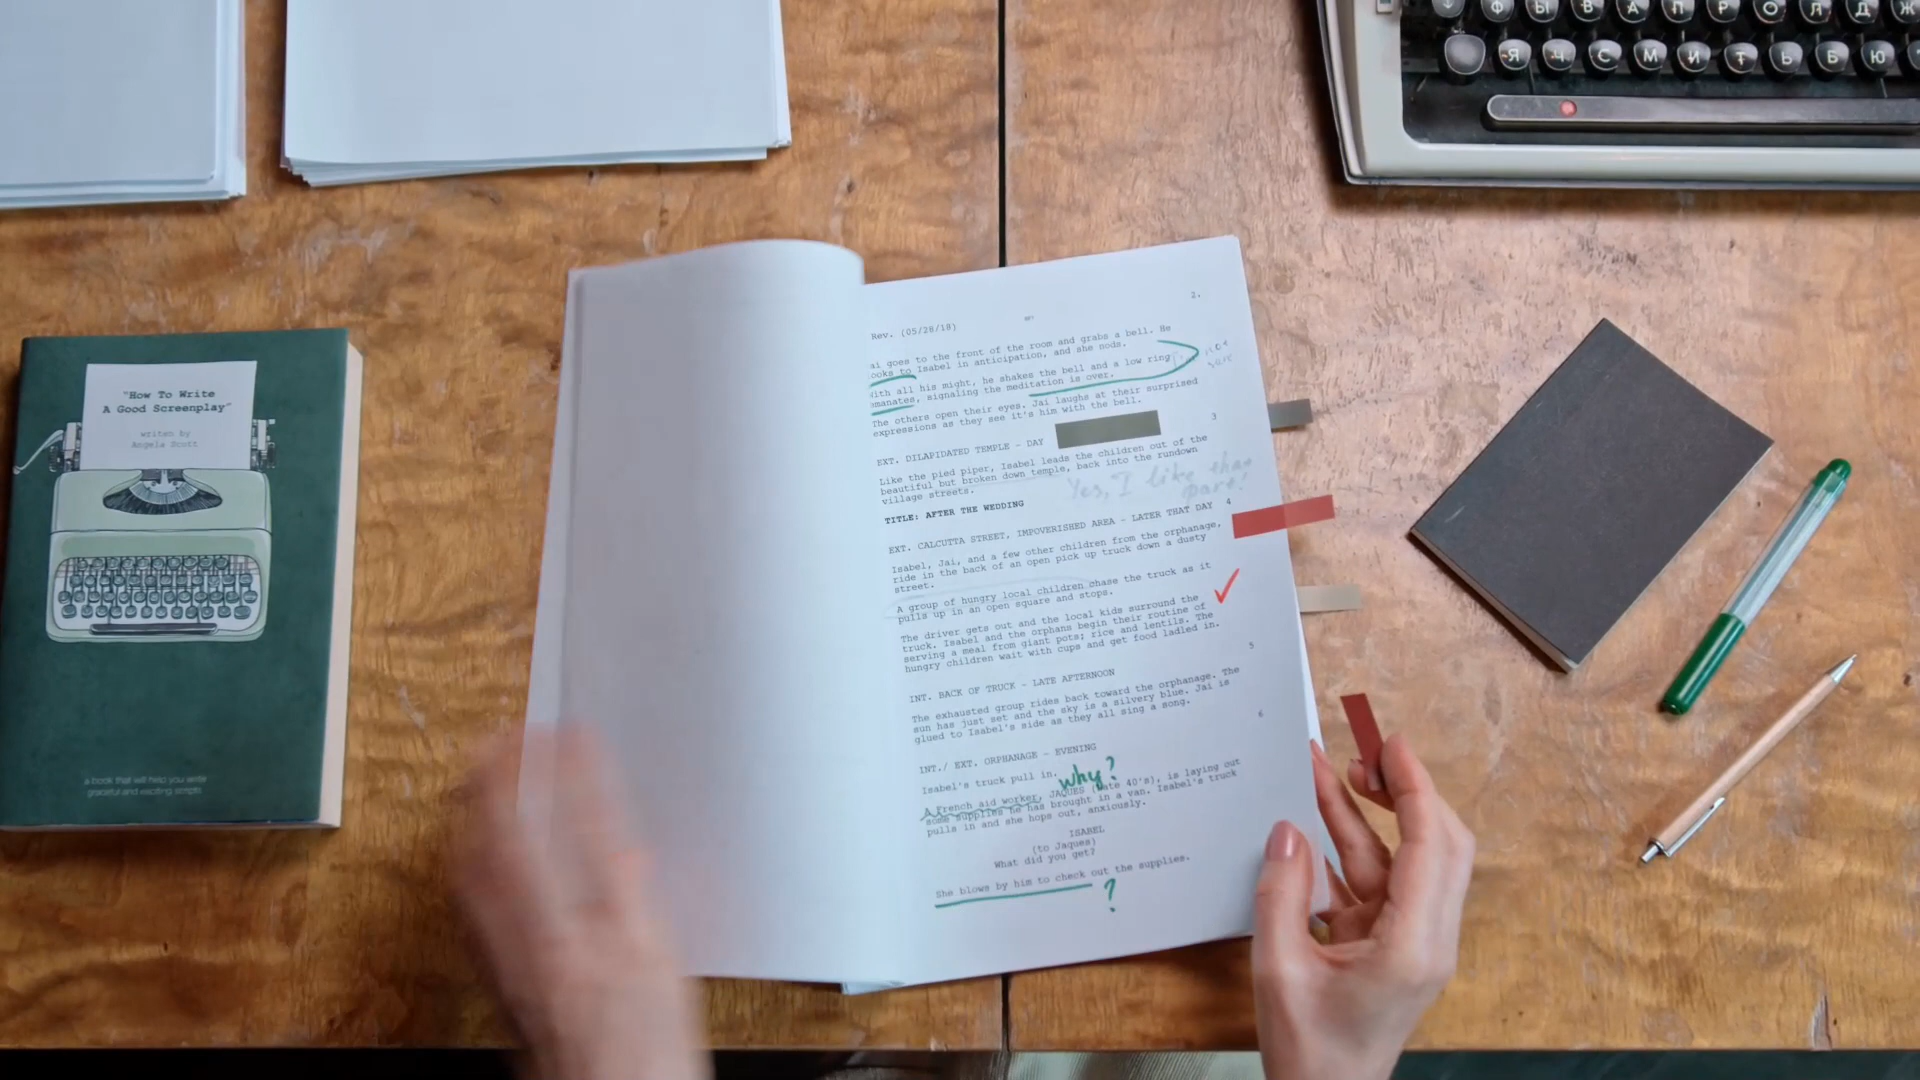 "How To Write
A Good Screenplay"
writen by
Angela Scott
a book that will help you write
graceful and exciting scripts
2.
Rev. (05/28/18)
ai goes to the front of the room and grabs a bell. He
ooks to Isabel in anticipation, and she nods.
ith all his might, he shakes the bell and a low ring
emanates, signaling the meditation is over.
not
sure
The others open their eyes. Jai laughs at their surprised
expressions as they see it's him with the bell.
3
EXT. DILAPIDATED TEMPLE - DAY
Like the pied piper, Isabel leads the children out of the
beautiful but broken down temple, back into the rundown
village streets.
Yes, I like this
part!
TITLE: AFTER THE WEDDING
4
EXT. CALCUTTA STREET, IMPOVERISHED AREA - LATER THAT DAY
Isabel, Jai, and a few other children from the orphanage,
ride in the back of an open pick up truck down a dusty
street.
A group of hungry local children chase the truck as it
pulls up in an open square and stops.
The driver gets out and the local kids surround the
truck. Isabel and the orphans begin their routine of
serving a meal from giant pots; rice and lentils. The
hungry children wait with cups and get food ladled in.
5
INT. BACK OF TRUCK - LATE AFTERNOON
The exhausted group rides back toward the orphanage. The
sun has just set and the sky is a silvery blue. Jai is
glued to Isabel's side as they all sing a song.
6
INT./ EXT. ORPHANAGE - EVENING
Isabel's truck pull in. why?
A French aid worker, JAQUES (late 40's), is laying out
some supplies he has brought in a van. Isabel's truck
pulls in and she hops out, anxiously.
ISABEL
(to Jaques)
What did you get?
She blows by him to check out the supplies.
?
Ф Ы В А П Р О Л Д Ж
Я Ч С М И Т Ь Б Ю